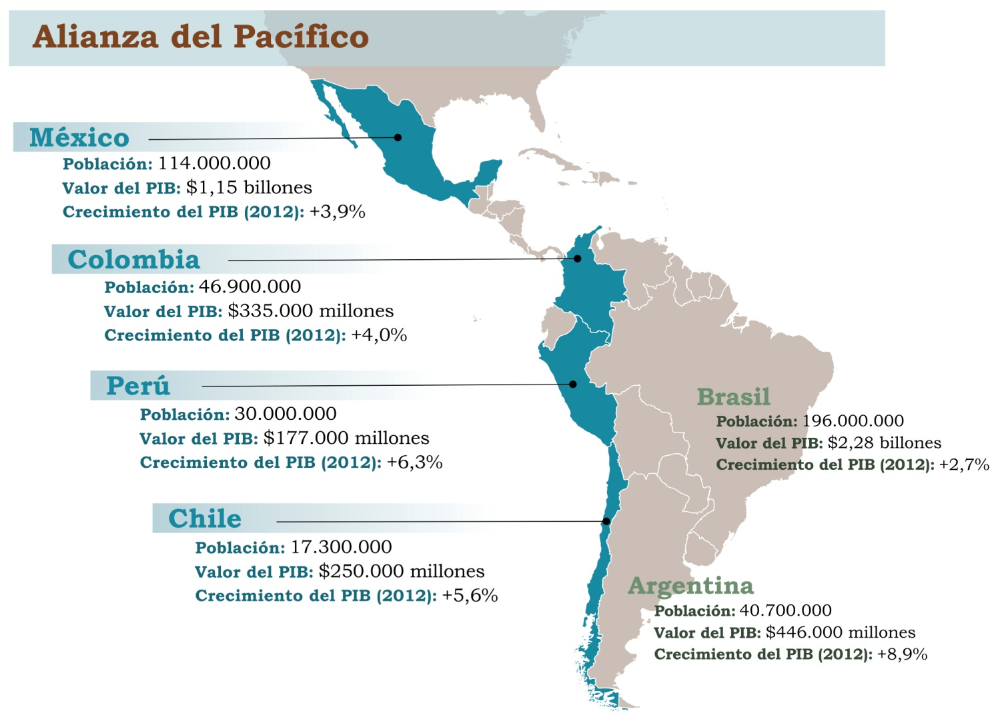 Alianza del Pacífico
México
Población: 114.000.000
Valor del PIB: $1,15 billones
Crecimiento del PIB (2012): +3,9%
Colombia
Población: 46.900.000
Valor del PIB: $335.000 millones
Crecimiento del PIB (2012): +4,0%
Perú
Población: 30.000.000
Valor del PIB: $177.000 millones
Crecimiento del PIB (2012): +6,3%
Chile
Población: 17.300.000
Valor del PIB: $250.000 millones
Crecimiento del PIB (2012): +5,6%
Brasil
Población: 196.000.000
Valor del PIB: $2,28 billones
Crecimiento del PIB (2012): +2,7%
Argentina
Población: 40.700.000
Valor del PIB: $446.000 millones
Crecimiento del PIB (2012): +8,9%